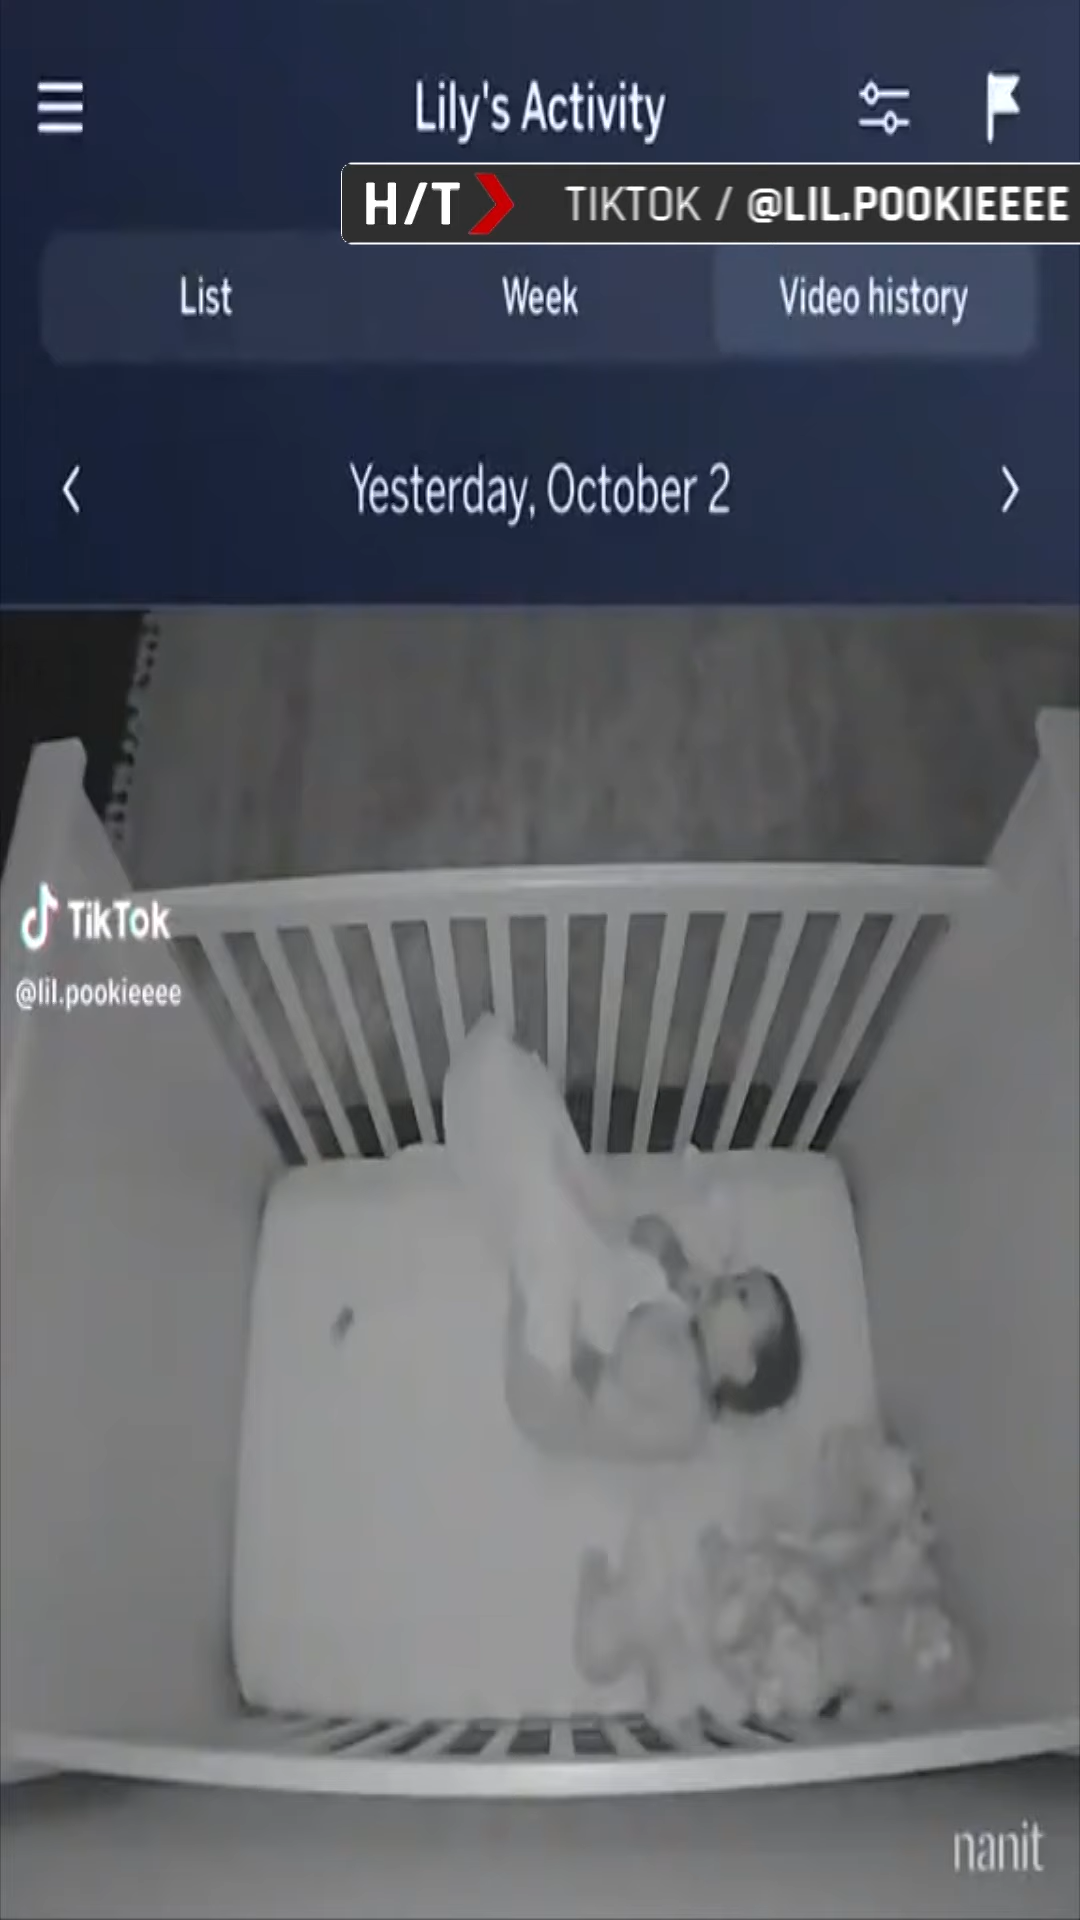 Lily's Activity
H/T TIKTOK / @LIL.POOKIEEEE
List Week Video history
Yesterday, October 2
TikTok
@lil.pookieeee
nanit